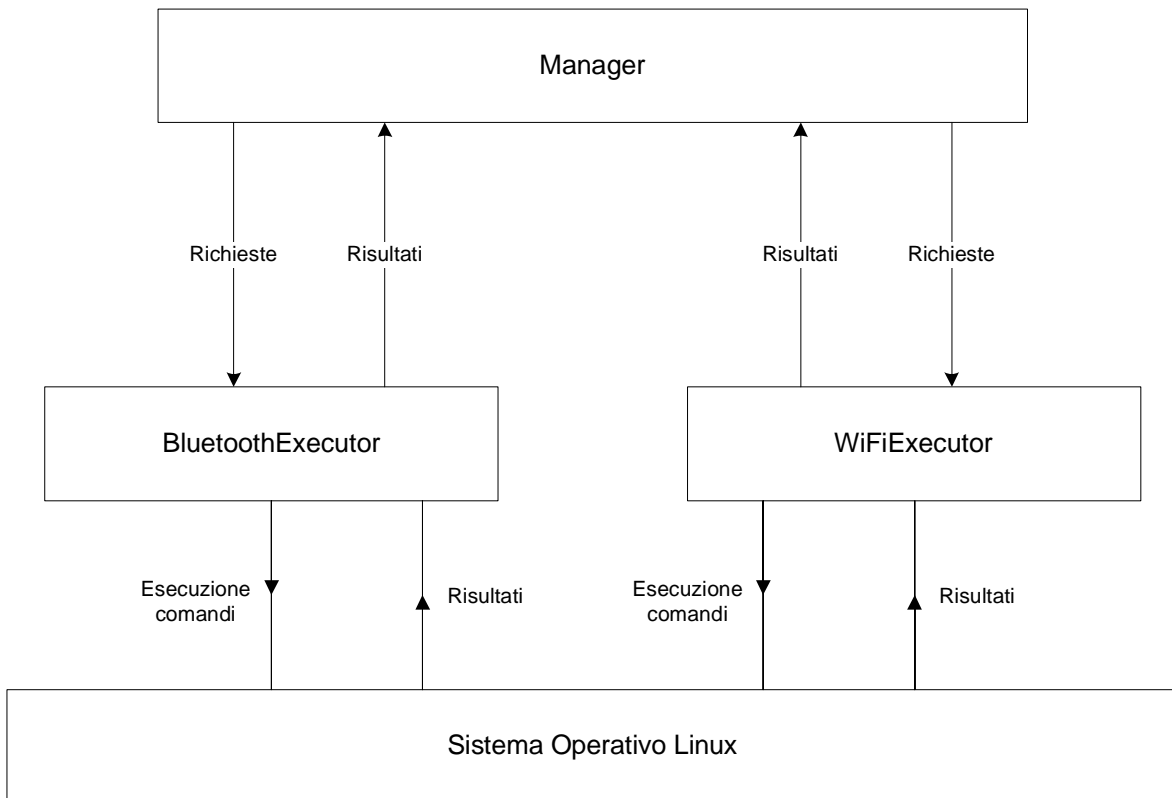 Manager
Richieste
Risultati
Risultati
Richieste
BluetoothExecutor
WiFiExecutor
Esecuzione
comandi
Risultati
Esecuzione
comandi
Risultati
Sistema Operativo Linux